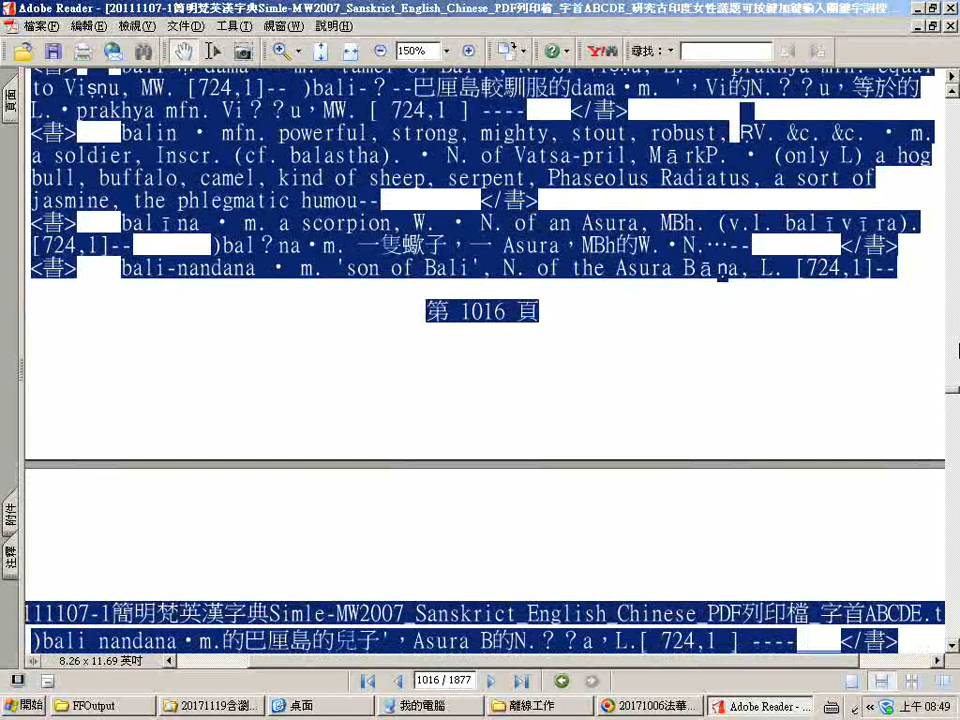 Adobe Reader - [20111107-1簡明梵英漢字典Simle-MW2007_Sanskrict_English_Chinese_PDF列印檔_字首ABCDE_研究古印度女性議題可按鍵加鍵輸入關鍵字詞搜
檔案(F) 編輯(E) 檢視(V) 文件(D) 工具(T) 視窗(W) 說明(H)
150% Y! 尋找:
頁面
to Viṣṇu, MW. [724,1]-- )bali-?--巴厘島較馴服的dama‧m. '，Vi的N.??u，等於的
L.‧prakhya mfn. Vi??u，MW. [ 724,1 ] ---- </書>
<書> balin ‧ mfn. powerful, strong, mighty, stout, robust, ṚV. &c. &c. ‧ m.
a soldier, Inscr. (cf. balastha). ‧ N. of Vatsa-pril, MārkP. ‧ (only L) a hog
bull, buffalo, camel, kind of sheep, serpent, Phaseolus Radiatus, a sort of
jasmine, the phlegmatic humou-- </書>
<書> balīna ‧ m. a scorpion, W. ‧ N. of an Asura, MBh. (v.l. balīvīra).
[724,1]-- )bal?na‧m. 一隻蠍子，一 Asura，MBh的W.‧N.…-- </書>
<書> bali-nandana ‧ m. 'son of Bali', N. of the Asura Bāṇa, L. [724,1]--
第 1016 頁
附件
注釋
111107-1簡明梵英漢字典Simle-MW2007_Sanskrict_English_Chinese_PDF列印檔_字首ABCDE.t
)bali nandana‧m.的巴厘島的兒子'，Asura B的N.??a，L.[ 724,1 ] ---- </書>
8.26 x 11.69 英吋
1016 / 1877
開始 FFOutput 20171119含瀏... 桌面 我的電腦 離線工作 20171006法華... Adobe Reader - ... 上午 08:49